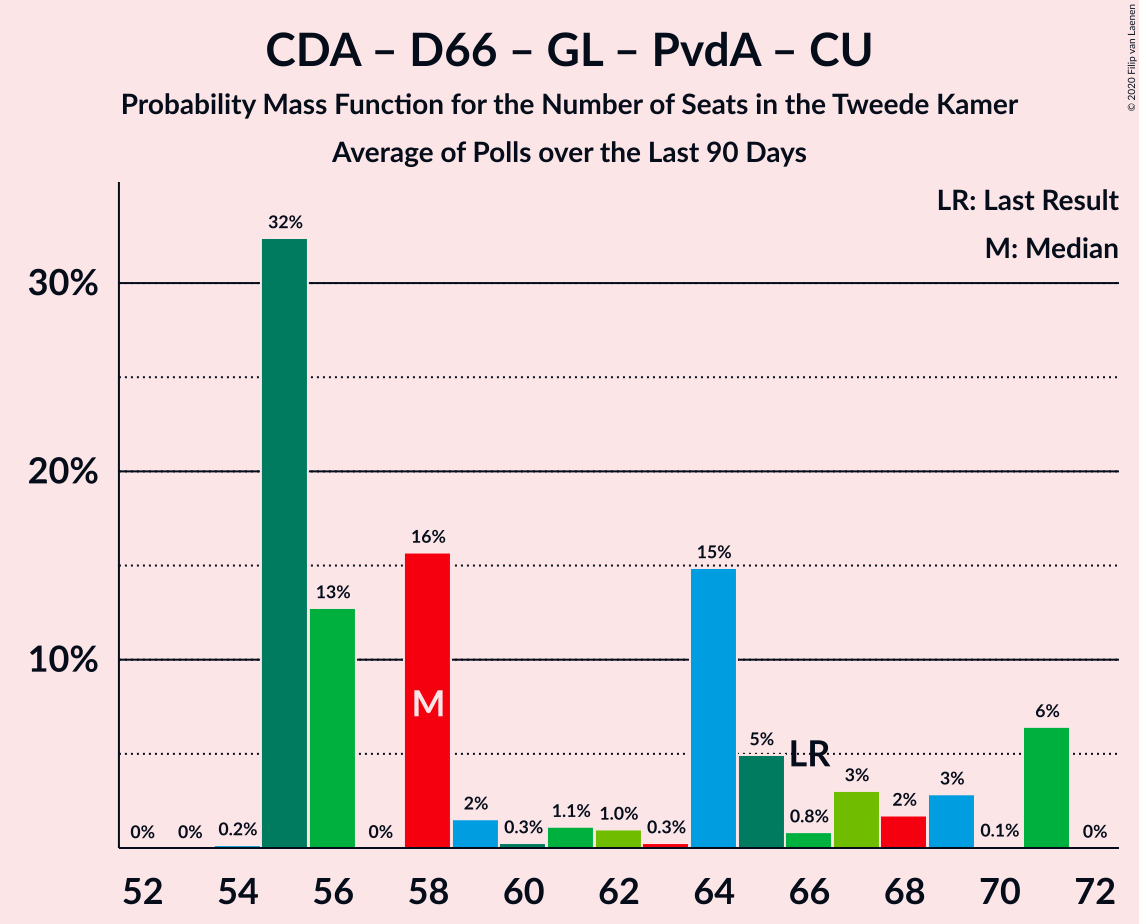 CDA – D66 – GL – PvdA – CU
Probability Mass Function for the Number of Seats in the Tweede Kamer
Average of Polls over the Last 90 Days
© 2020 Filip van Laenen
LR: Last Result
M: Median
30%
20%
10%
0%
0%
0.2%
32%
13%
0%
16%
2%
0.3%
1.1%
1.0%
0.3%
15%
5%
0.8%
3%
2%
3%
0.1%
6%
0%
M
LR
52 54 56 58 60 62 64 66 68 70 72